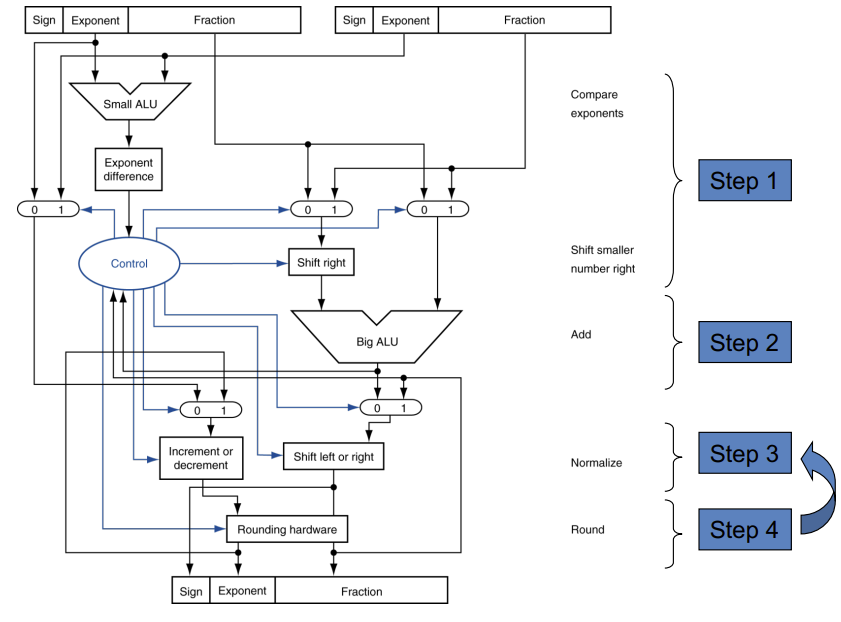 Sign Exponent Fraction
Sign Exponent Fraction
Small ALU
Compare
exponents
Exponent
difference
Step 1
0 1
0 1
0 1
Control
Shift right
Shift smaller
number right
Big ALU
Add
Step 2
0 1
0 1
Increment or
decrement
Shift left or right
Normalize
Step 3
Rounding hardware
Round
Step 4
Sign Exponent Fraction